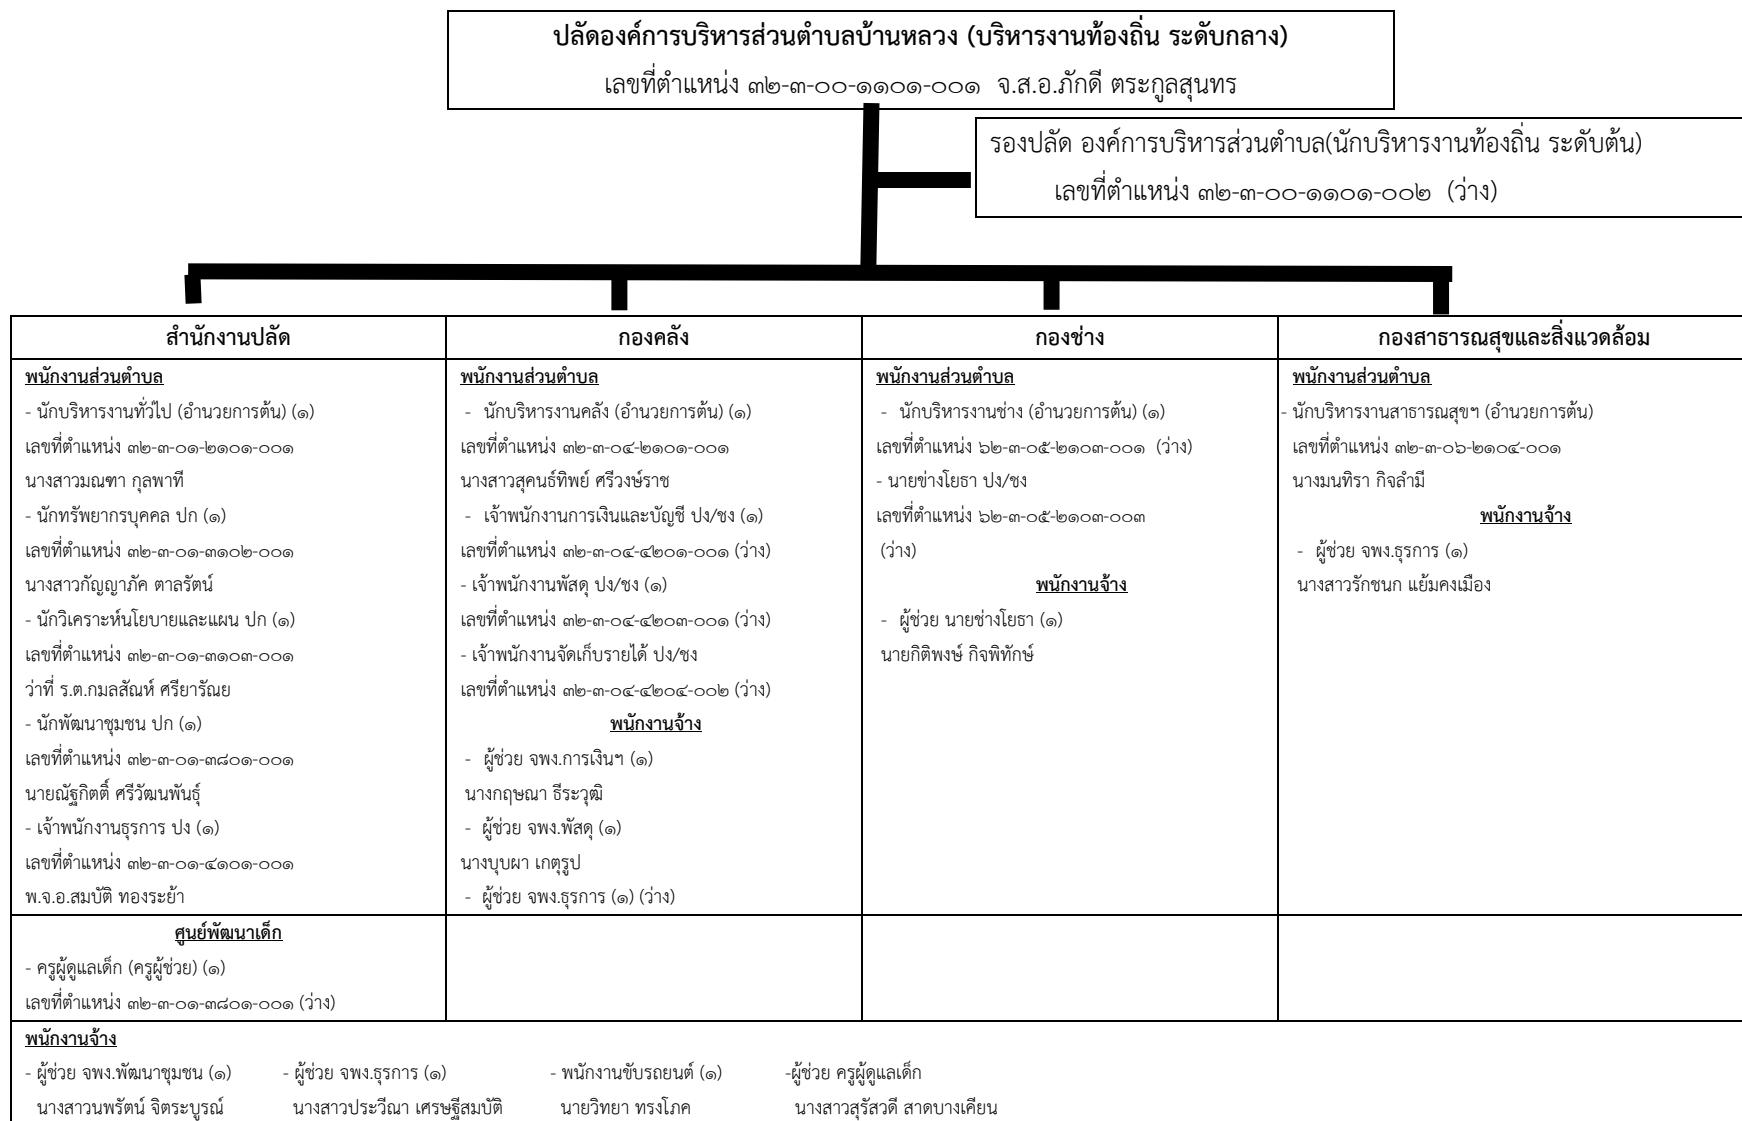 ปลัดองค์การบริหารส่วนตำบลบ้านหลวง (บริหารงานท้องถิ่น ระดับกลาง)
เลขที่ตำแหน่ง ๓๒-๓-๐๐-๑๑๐๑-๐๐๑ จ.ส.อ.ภักดี ตระกูลสุนทร
รองปลัด องค์การบริหารส่วนตำบล(นักบริหารงานท้องถิ่น ระดับต้น)
เลขที่ตำแหน่ง ๓๒-๓-๐๐-๑๑๐๑-๐๐๒ (ว่าง)
สำนักงานปลัด
พนักงานส่วนตำบล
- นักบริหารงานทั่วไป (อำนวยการต้น) (๑)
เลขที่ตำแหน่ง ๓๒-๓-๐๑-๒๑๐๑-๐๐๑
นางสาวมณฑา กุลพาที
- นักทรัพยากรบุคคล ปก (๑)
เลขที่ตำแหน่ง ๓๒-๓-๐๑-๓๑๐๒-๐๐๑
นางสาวกัญญาภัค ตาลรัตน์
- นักวิเคราะห์นโยบายและแผน ปก (๑)
เลขที่ตำแหน่ง ๓๒-๓-๐๑-๓๑๐๓-๐๐๑
ว่าที่ ร.ต.กมลสัณห์ ศรียารัณย
- นักพัฒนาชุมชน ปก (๑)
เลขที่ตำแหน่ง ๓๒-๓-๐๑-๓๘๐๑-๐๐๑
นายณัฐกิตติ์ ศรีวัฒนพันธุ์
- เจ้าพนักงานธุรการ ปง (๑)
เลขที่ตำแหน่ง ๓๒-๓-๐๑-๔๑๐๑-๐๐๑
พ.จ.อ.สมบัติ ทองระย้า
กองคลัง
พนักงานส่วนตำบล
- นักบริหารงานคลัง (อำนวยการต้น) (๑)
เลขที่ตำแหน่ง ๓๒-๓-๐๔-๒๑๐๑-๐๐๑
นางสาวสุคนธ์ทิพย์ ศรีวงษ์ราช
- เจ้าพนักงานการเงินและบัญชี ปง/ชง (๑)
เลขที่ตำแหน่ง ๓๒-๓-๐๔-๔๒๐๑-๐๐๑ (ว่าง)
- เจ้าพนักงานพัสดุ ปง/ชง (๑)
เลขที่ตำแหน่ง ๓๒-๓-๐๔-๔๒๐๓-๐๐๑ (ว่าง)
- เจ้าพนักงานจัดเก็บรายได้ ปง/ชง
เลขที่ตำแหน่ง ๓๒-๓-๐๔-๔๒๐๔-๐๐๒ (ว่าง)
พนักงานจ้าง
- ผู้ช่วย จพง.การเงินฯ (๑)
นางกฤษณา ธีระวุฒิ
- ผู้ช่วย จพง.พัสดุ (๑)
นางบุบผา เกตุรูป
- ผู้ช่วย จพง.ธุรการ (๑) (ว่าง)
กองช่าง
พนักงานส่วนตำบล
- นักบริหารงานช่าง (อำนวยการต้น) (๑)
เลขที่ตำแหน่ง ๖๒-๓-๐๕-๒๑๐๓-๐๐๑ (ว่าง)
- นายข่างโยธา ปง/ชง
เลขที่ตำแหน่ง ๖๒-๓-๐๕-๒๑๐๓-๐๐๓
(ว่าง)
พนักงานจ้าง
- ผู้ช่วย นายช่างโยธา (๑)
นายกิติพงษ์ กิจพิทักษ์
กองสาธารณสุขและสิ่งแวดล้อม
พนักงานส่วนตำบล
- นักบริหารงานสาธารณสุขฯ (อำนวยการต้น)
เลขที่ตำแหน่ง ๓๒-๓-๐๖-๒๑๐๔-๐๐๑
นางมนทิรา กิจลำมี
พนักงานจ้าง
- ผู้ช่วย จพง.ธุรการ (๑)
นางสาวรักชนก แย้มคงเมือง
ศูนย์พัฒนาเด็ก
- ครูผู้ดูแลเด็ก (ครูผู้ช่วย) (๑)
เลขที่ตำแหน่ง ๓๒-๓-๐๑-๓๘๐๑-๐๐๑ (ว่าง)
พนักงานจ้าง
- ผู้ช่วย จพง.พัฒนาชุมชน (๑) - ผู้ช่วย จพง.ธุรการ (๑) - พนักงานขับรถยนต์ (๑) -ผู้ช่วย ครูผู้ดูแลเด็ก
นางสาวนพรัตน์ จิตระบูรณ์ นางสาวประวีณา เศรษฐีสมบัติ นายวิทยา ทรงโภค นางสาวสุรัสวดี สาดบางเคียน